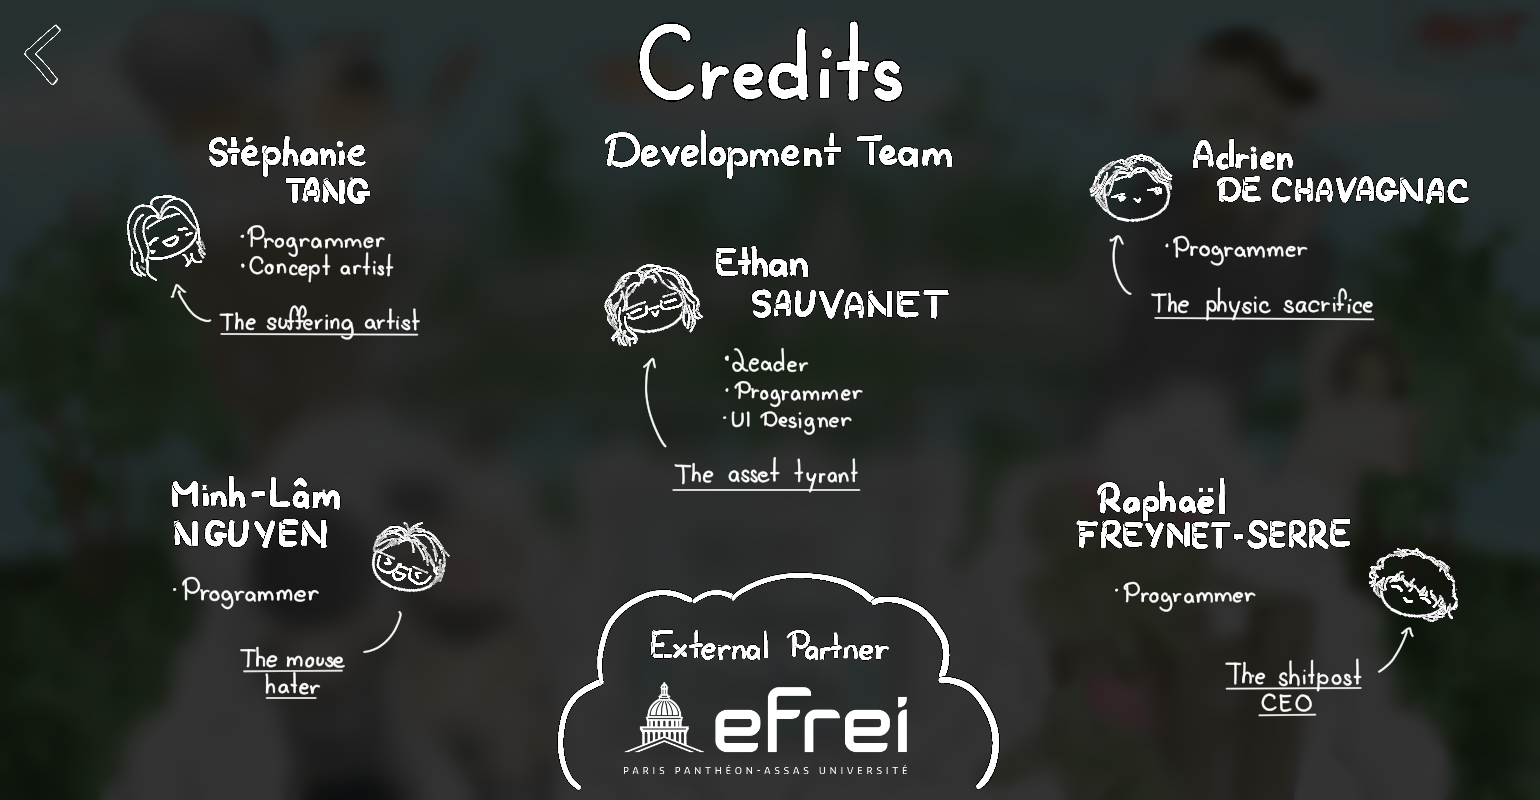 Credits
Development Team
Stéphanie
TANG
·Programmer
·Concept artist
The suffering artist
Ethan
SAUVANET
·Leader
·Programmer
·UI Designer
The asset tyrant
Adrien
DE CHAVAGNAC
·Programmer
The physic sacrifice
Minh-Lâm
NGUYEN
·Programmer
The mouse
hater
Raphaël
FREYNET-SERRE
·Programmer
The shitpost
CEO
External Partner
efrei
PARIS PANTHÉON-ASSAS UNIVERSITÉ